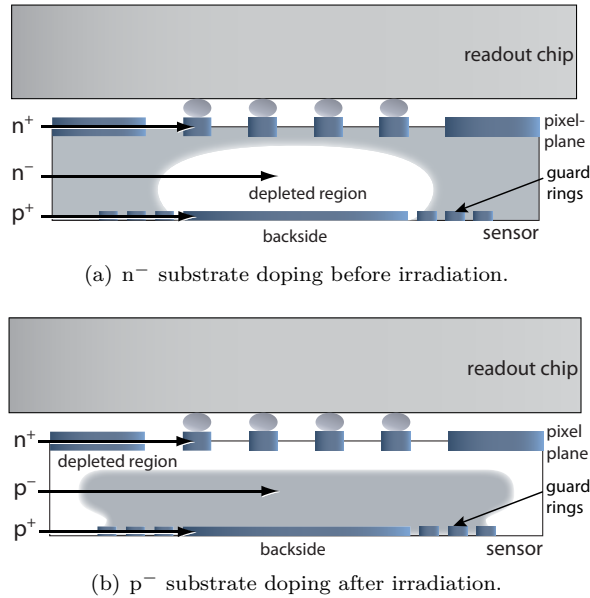 readout chip
n+
pixel-
plane
n−
guard
rings
depleted region
p+
backside
sensor
(a) n− substrate doping before irradiation.
readout chip
n+
pixel
plane
depleted region
p−
guard
rings
p+
backside
sensor
(b) p− substrate doping after irradiation.